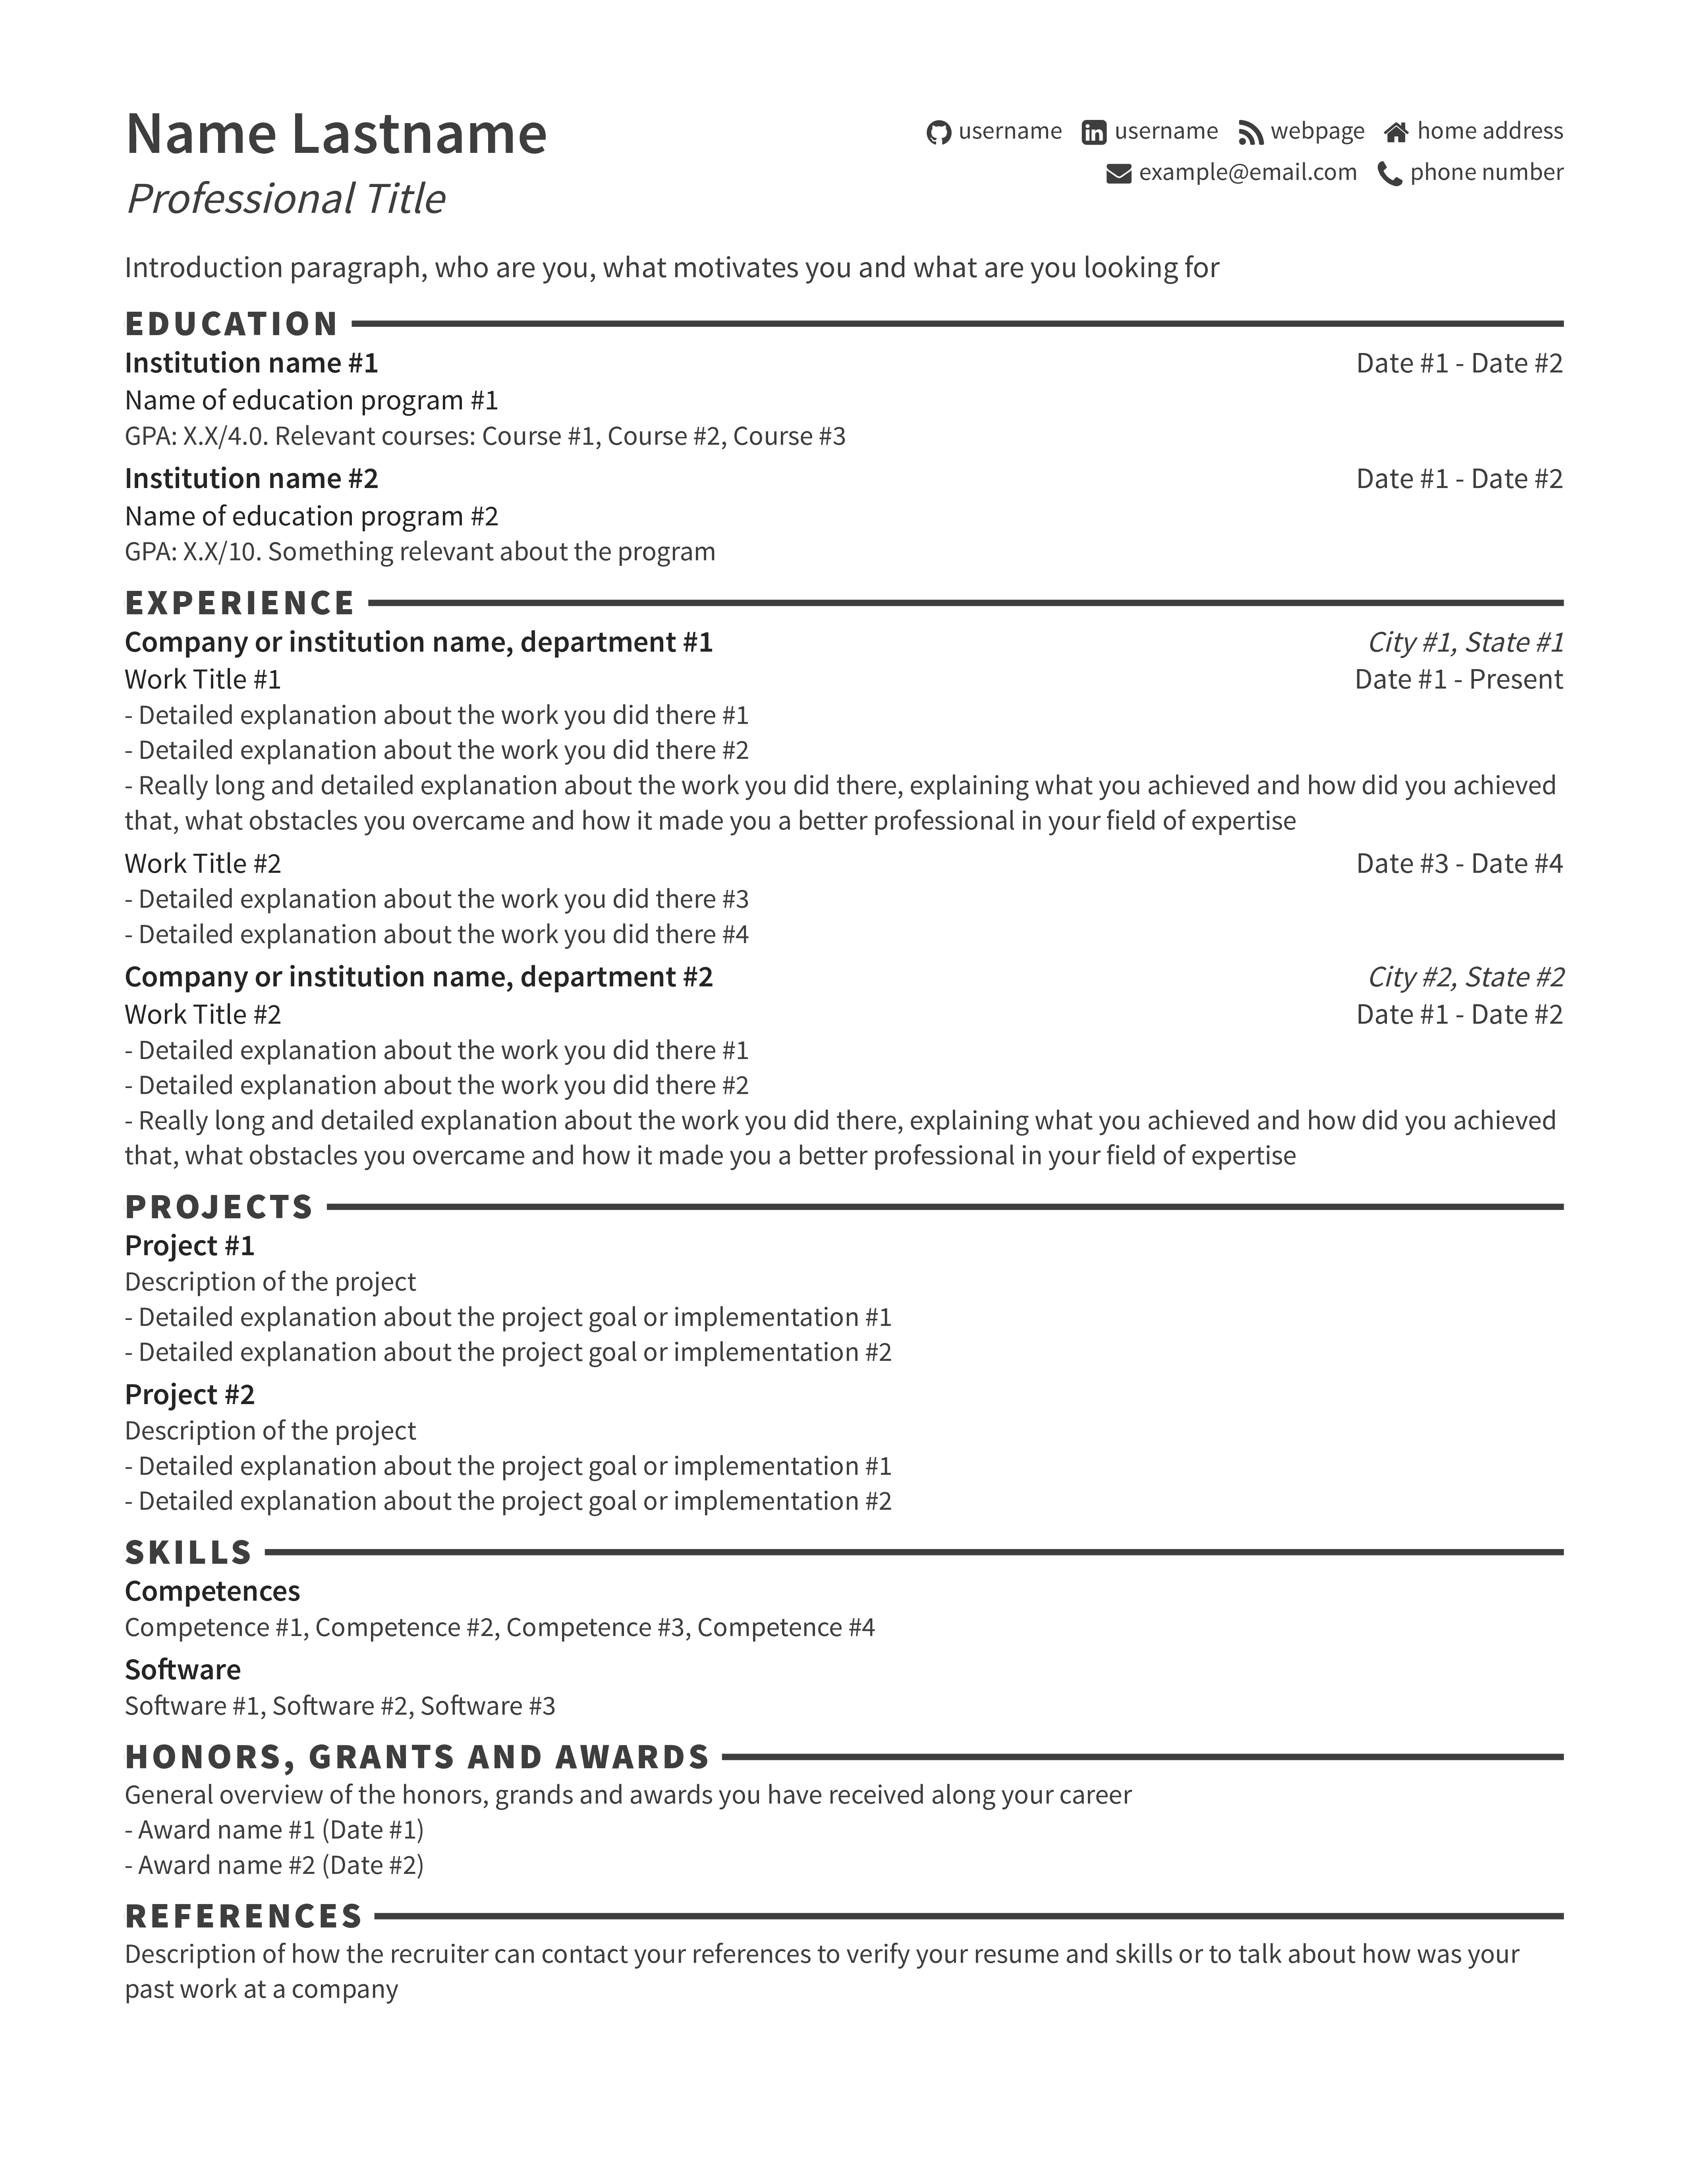 Name Lastname
username username webpage home address
example@email.com phone number
Professional Title
Introduction paragraph, who are you, what motivates you and what are you looking for
EDUCATION
Institution name #1 Date #1 - Date #2
Name of education program #1
GPA: X.X/4.0. Relevant courses: Course #1, Course #2, Course #3
Institution name #2 Date #1 - Date #2
Name of education program #2
GPA: X.X/10. Something relevant about the program
EXPERIENCE
Company or institution name, department #1 City #1, State #1
Work Title #1 Date #1 - Present
- Detailed explanation about the work you did there #1
- Detailed explanation about the work you did there #2
- Really long and detailed explanation about the work you did there, explaining what you achieved and how did you achieved
that, what obstacles you overcame and how it made you a better professional in your field of expertise
Work Title #2 Date #3 - Date #4
- Detailed explanation about the work you did there #3
- Detailed explanation about the work you did there #4
Company or institution name, department #2 City #2, State #2
Work Title #2 Date #1 - Date #2
- Detailed explanation about the work you did there #1
- Detailed explanation about the work you did there #2
- Really long and detailed explanation about the work you did there, explaining what you achieved and how did you achieved
that, what obstacles you overcame and how it made you a better professional in your field of expertise
PROJECTS
Project #1
Description of the project
- Detailed explanation about the project goal or implementation #1
- Detailed explanation about the project goal or implementation #2
Project #2
Description of the project
- Detailed explanation about the project goal or implementation #1
- Detailed explanation about the project goal or implementation #2
SKILLS
Competences
Competence #1, Competence #2, Competence #3, Competence #4
Software
Software #1, Software #2, Software #3
HONORS, GRANTS AND AWARDS
General overview of the honors, grands and awards you have received along your career
- Award name #1 (Date #1)
- Award name #2 (Date #2)
REFERENCES
Description of how the recruiter can contact your references to verify your resume and skills or to talk about how was your
past work at a company